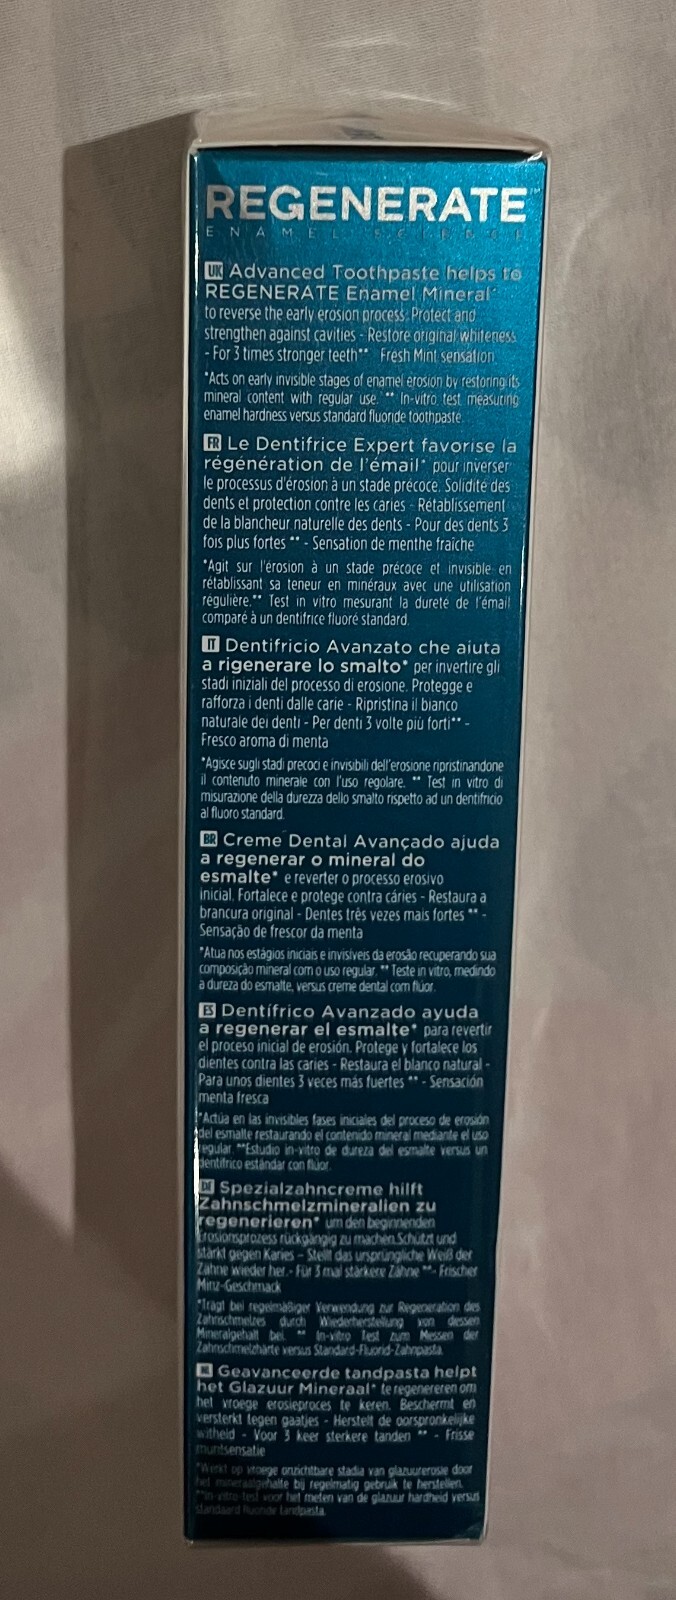 REGENERATE™
ENAMEL SCIENCE
UK Advanced Toothpaste helps to
REGENERATE Enamel Mineral*
to reverse the early erosion process. Protect and
strengthen against cavities - Restore original whiteness
- For 3 times stronger teeth** Fresh Mint sensation.
*Acts on early invisible stages of enamel erosion by restoring its
mineral content with regular use. ** In-vitro test measuring
enamel hardness versus standard fluoride toothpaste.
FR Le Dentifrice Expert favorise la
régénération de l'émail* pour inverser
le processus d'érosion à un stade précoce. Solidité des
dents et protection contre les caries - Rétablissement
de la blancheur naturelle des dents - Pour des dents 3
fois plus fortes ** - Sensation de menthe fraîche
*Agit sur l'érosion à un stade précoce et invisible en
rétablissant sa teneur en minéraux avec une utilisation
régulière.** Test in vitro mesurant la dureté de l'émail
comparé à un dentifrice fluoré standard.
IT Dentifricio Avanzato che aiuta
a rigenerare lo smalto* per invertire gli
stadi iniziali del processo di erosione. Protegge e
rafforza i denti dalle carie - Ripristina il bianco
naturale dei denti - Per denti 3 volte più forti** -
Fresco aroma di menta
*Agisce sugli stadi precoci e invisibili dell'erosione ripristinandone
il contenuto minerale con l'uso regolare. ** Test in vitro di
misurazione della durezza dello smalto rispetto ad un dentifricio
al fluoro standard.
BR Creme Dental Avançado ajuda
a regenerar o mineral do
esmalte* e reverter o processo erosivo
inicial. Fortalece e protege contra cáries - Restaura a
brancura original - Dentes três vezes mais fortes ** -
Sensação de frescor da menta
*Atua nos estágios iniciais e invisíveis da erosão recuperando sua
composição mineral com o uso regular. ** Teste in vitro, medindo
a dureza do esmalte, versus creme dental com flúor.
ES Dentífrico Avanzado ayuda
a regenerar el esmalte* para revertir
el proceso inicial de erosión. Protege y fortalece los
dientes contra las caries - Restaura el blanco natural -
Para unos dientes 3 veces más fuertes ** - Sensación
menta fresca
*Actúa en las invisibles fases iniciales del proceso de erosión
del esmalte restaurando el contenido mineral mediante el uso
regular. **Estudio in-vitro de dureza del esmalte versus un
dentífrico estándar con flúor.
DE Spezialzahncreme hilft
Zahnschmelzmineralien zu
regenerieren* um den beginnenden
Erosionsprozess rückgängig zu machen. Schützt und
stärkt gegen Karies – Stellt das ursprüngliche Weiß der
Zähne wieder her.- Für 3 mal stärkere Zähne **- Frischer
Minz-Geschmack
*Trägt bei regelmäßiger Verwendung zur Regeneration des
Zahnschmelzes durch Wiederherstellung von dessen
Mineralgehalt bei. ** In-vitro Test zum Messen der
Zahnschmelzhärte versus Standard-Fluorid-Zahnpasta.
NL Geavanceerde tandpasta helpt
het Glazuur Mineraal* te regenereren om
het vroege erosieproces te keren. Beschermt en
versterkt tegen gaatjes - Herstelt de oorspronkelijke
witheid - Voor 3 keer sterkere tanden ** - Frisse
muntsensatie
*Werkt op vroege onzichtbare stadia van glazuurerosie door
het mineraalgehalte bij regelmatig gebruik te herstellen.
**In-vitro-test voor het meten van de glazuur hardheid versus
standaard fluoride tandpasta.